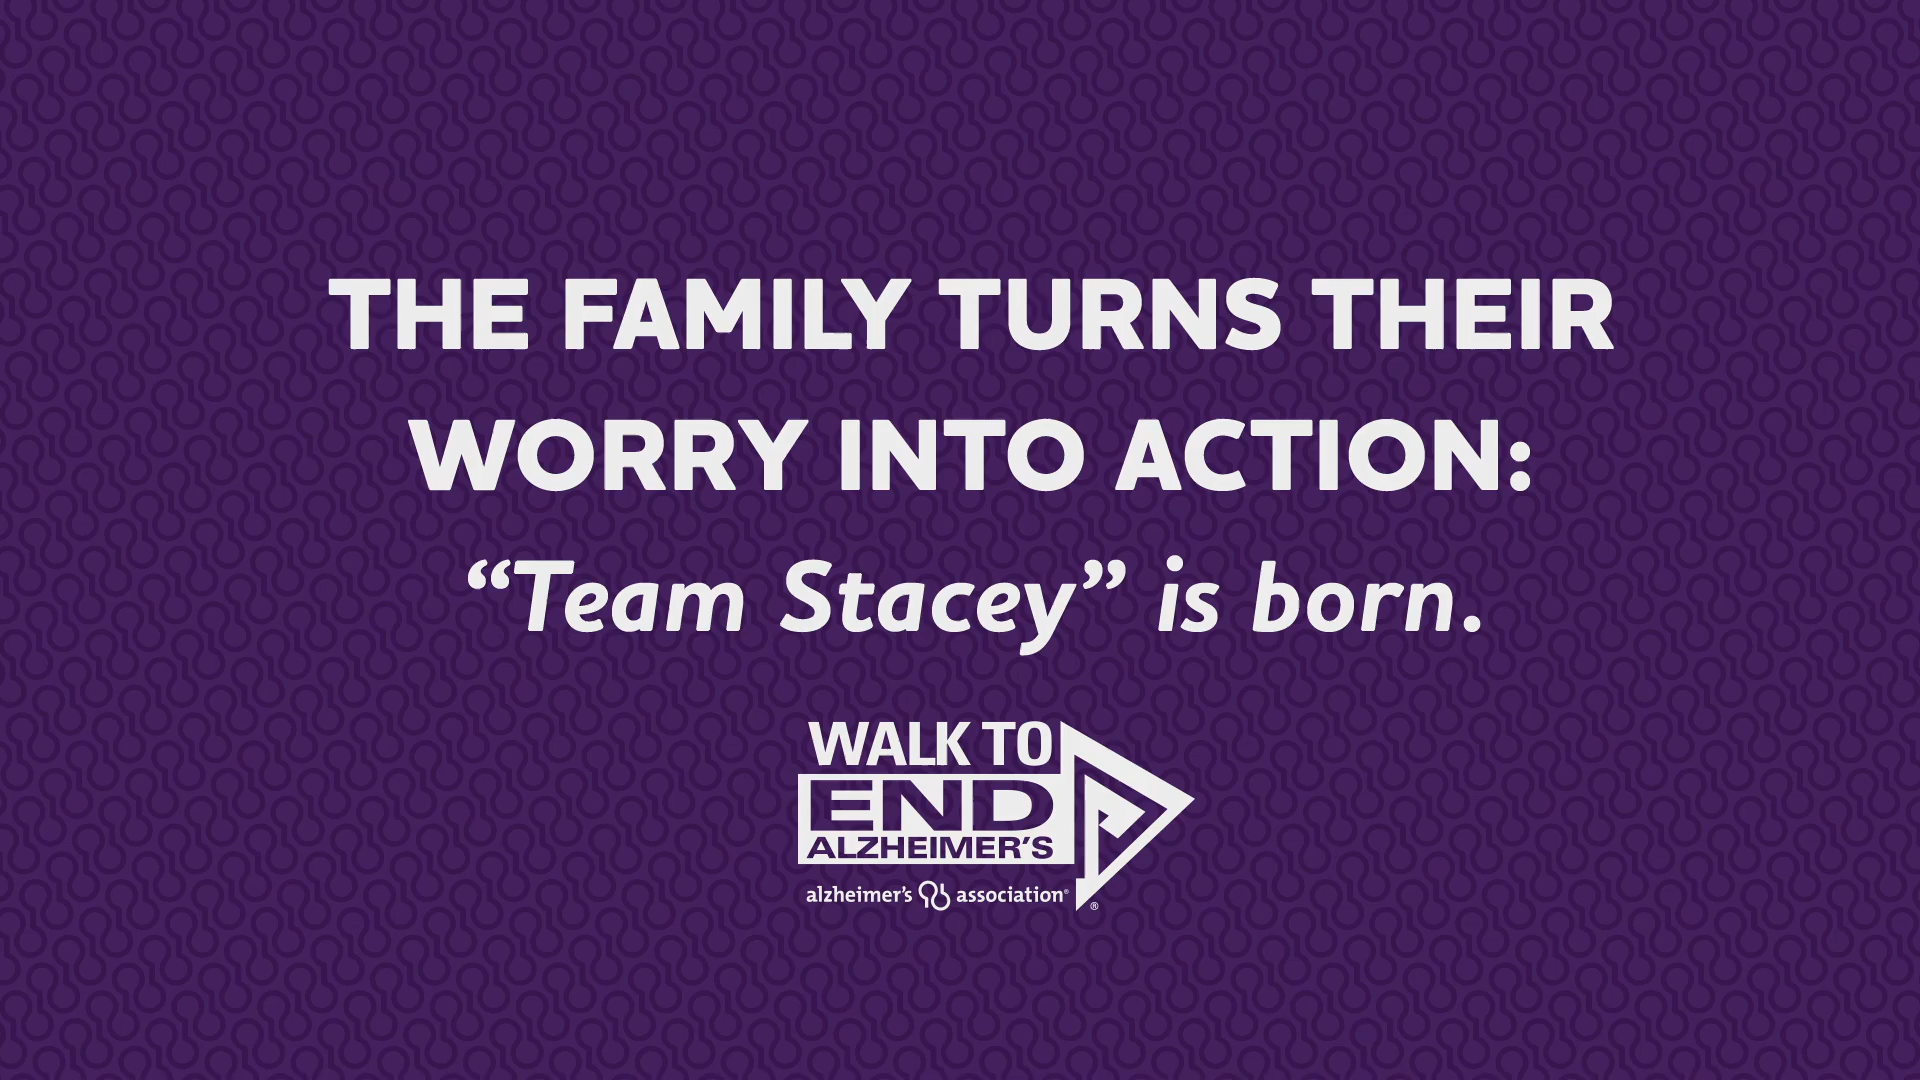 THE FAMILY TURNS THEIR
WORRY INTO ACTION:
“Team Stacey” is born.
WALK TO
END
ALZHEIMER’S
alzheimer’s association®
®